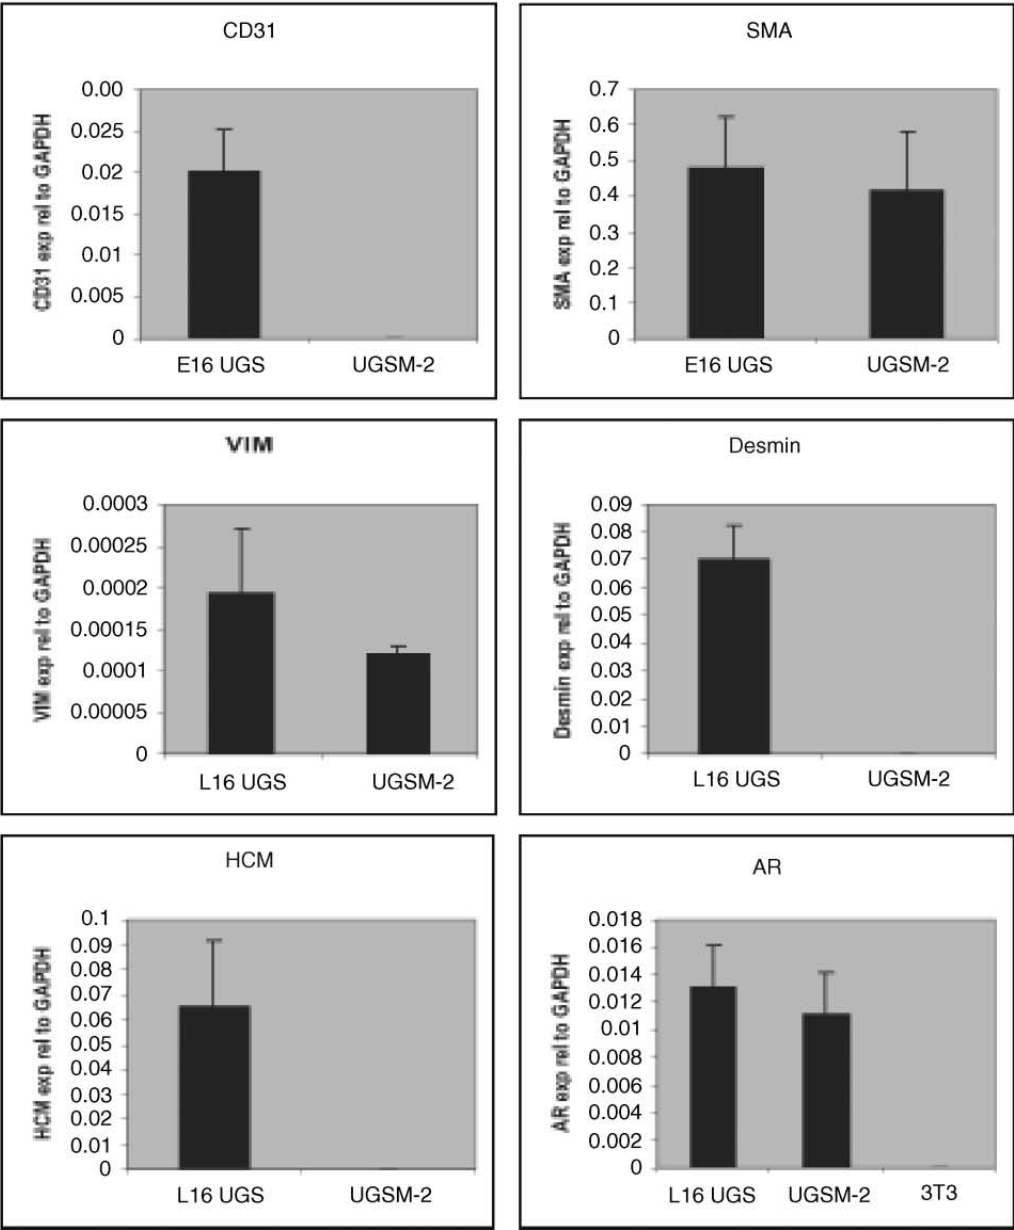 CD31
CD31 exp rel to GAPDH
0.00
0.025
0.02
0.015
0.01
0.005
0
E16 UGS UGSM-2
SMA
SMA exp rel to GAPDH
0.7
0.6
0.5
0.4
0.3
0.2
0.1
0
E16 UGS UGSM-2
VIM
VIM exp rel to GAPDH
0.0003
0.00025
0.0002
0.00015
0.0001
0.00005
0
L16 UGS UGSM-2
Desmin
Desmin exp rel to GAPDH
0.09
0.08
0.07
0.06
0.05
0.04
0.03
0.02
0.01
0
L16 UGS UGSM-2
HCM
HCM exp rel to GAPDH
0.1
0.09
0.08
0.07
0.06
0.05
0.04
0.03
0.02
0.01
0
L16 UGS UGSM-2
AR
AR exp rel to GAPDH
0.018
0.016
0.014
0.012
0.01
0.008
0.006
0.004
0.002
0
L16 UGS UGSM-2 3T3